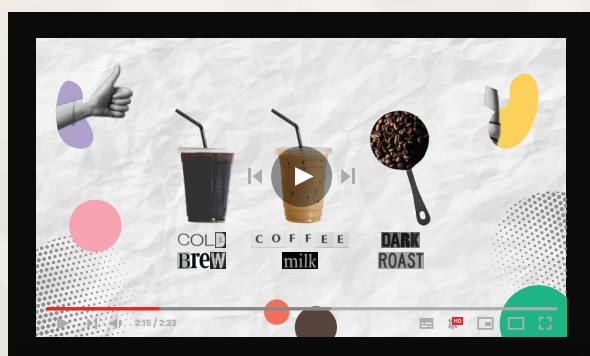 COLD
BreW
COFFEE
milk
DARK
ROAST
2:15 / 2:23
HD